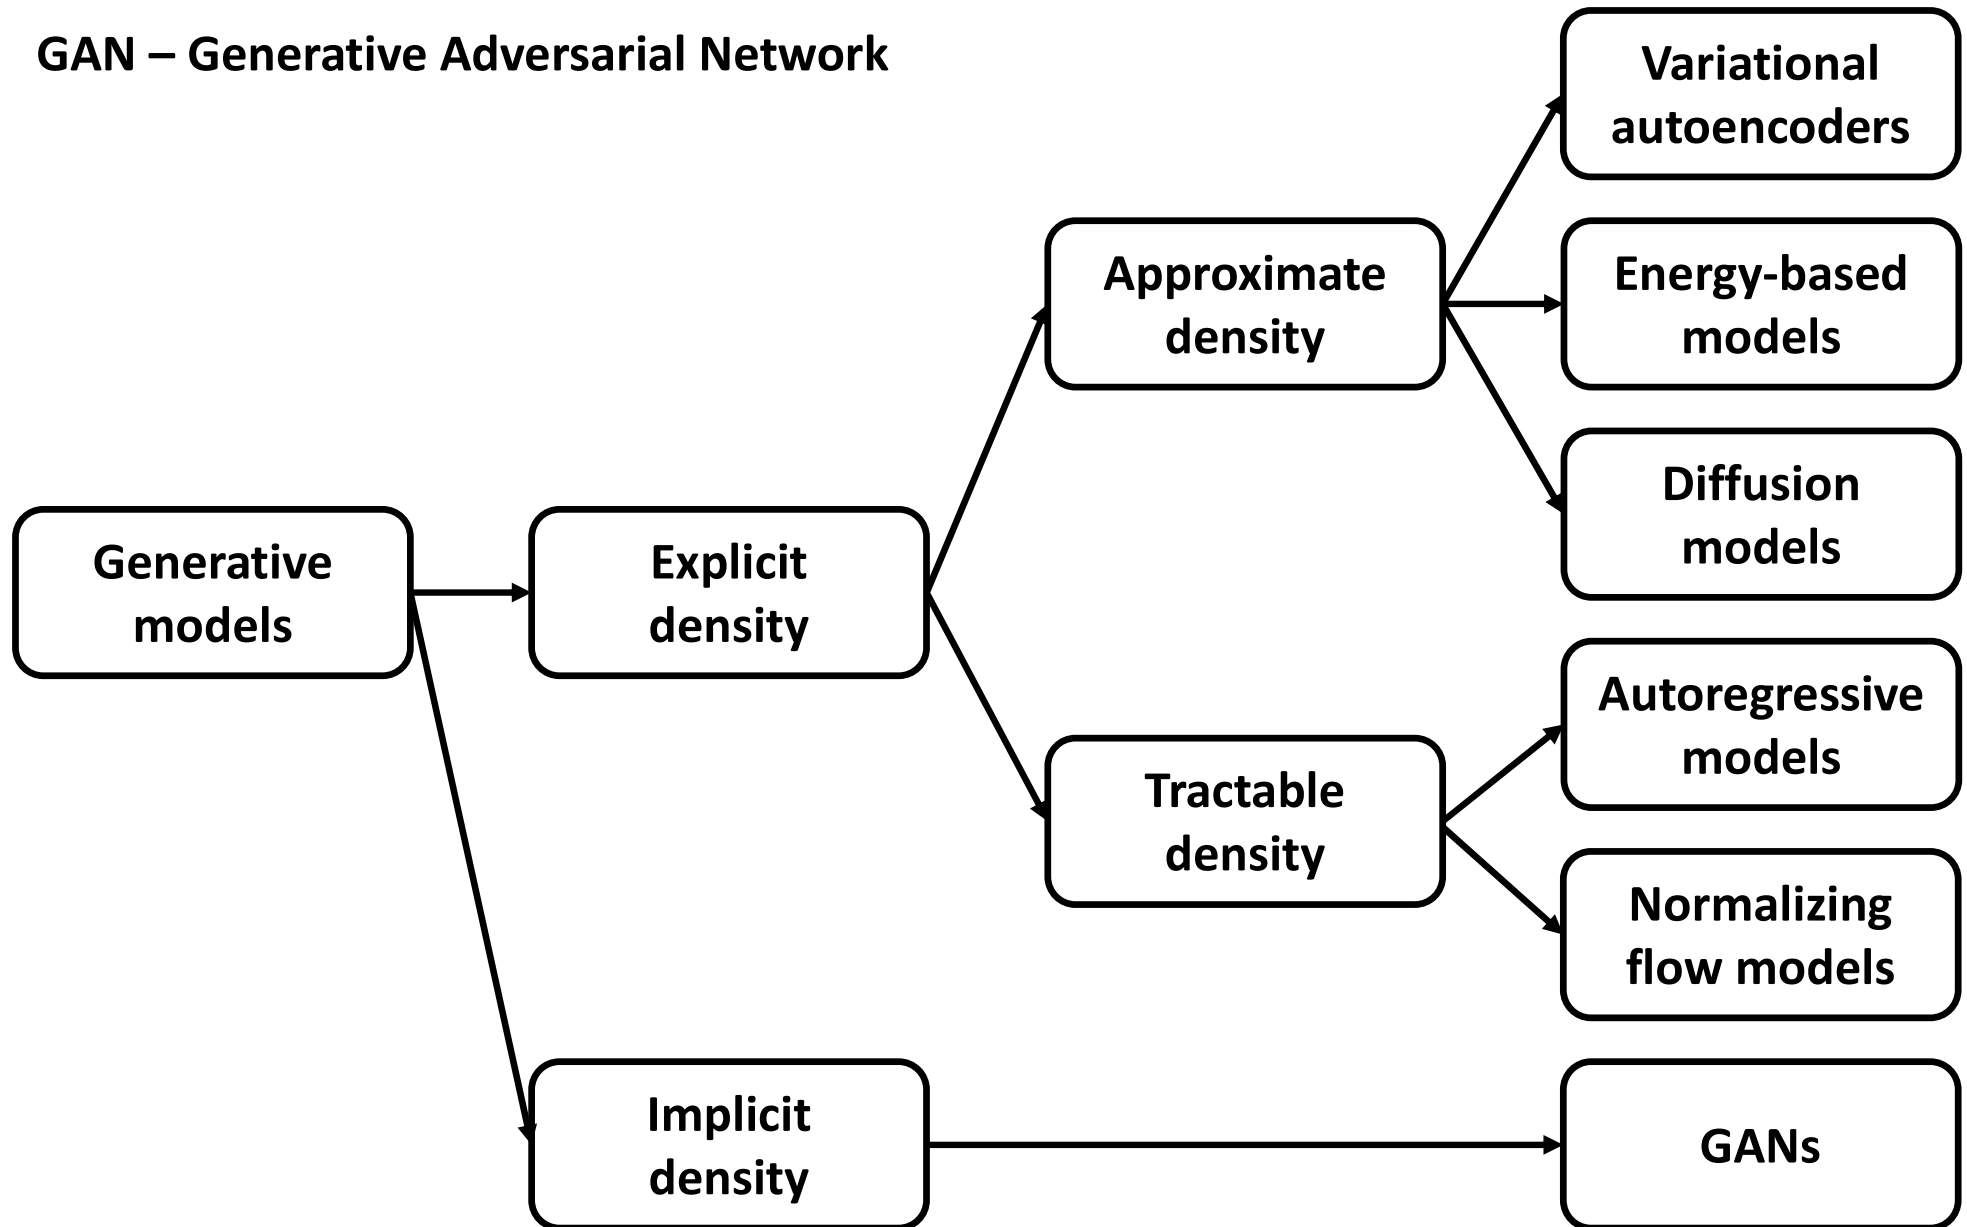 GAN – Generative Adversarial Network
Variational
autoencoders
Approximate
density
Energy-based
models
Diffusion
models
Generative
models
Explicit
density
Autoregressive
models
Tractable
density
Normalizing
flow models
Implicit
density
GANs